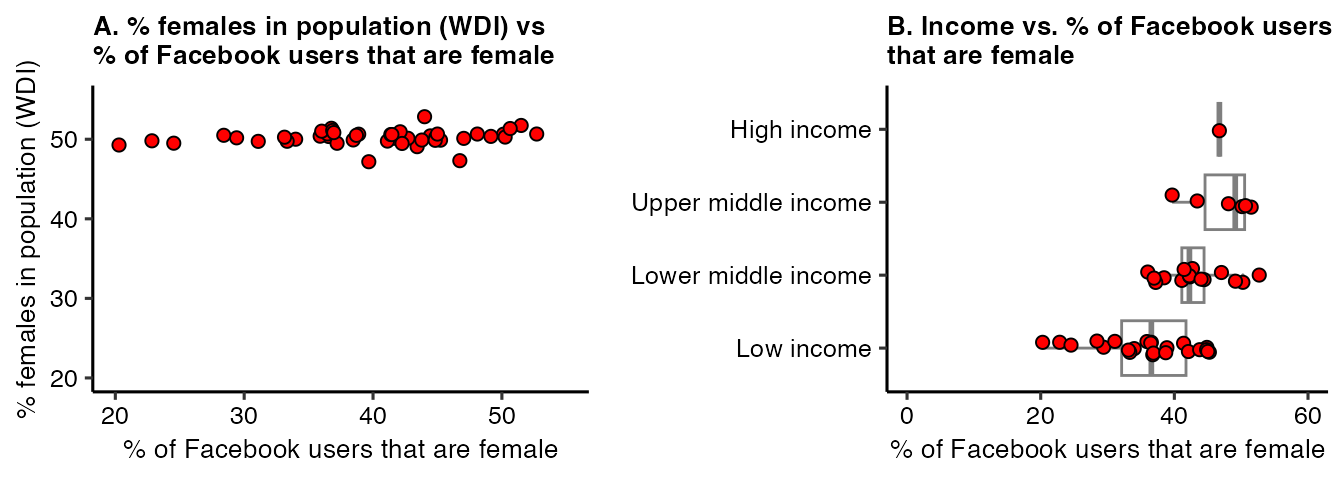 A. % females in population (WDI) vs
% of Facebook users that are female
% females in population (WDI)
50
40
30
20
20 30 40 50
% of Facebook users that are female
B. Income vs. % of Facebook users
that are female
High income
Upper middle income
Lower middle income
Low income
0 20 40 60
% of Facebook users that are female